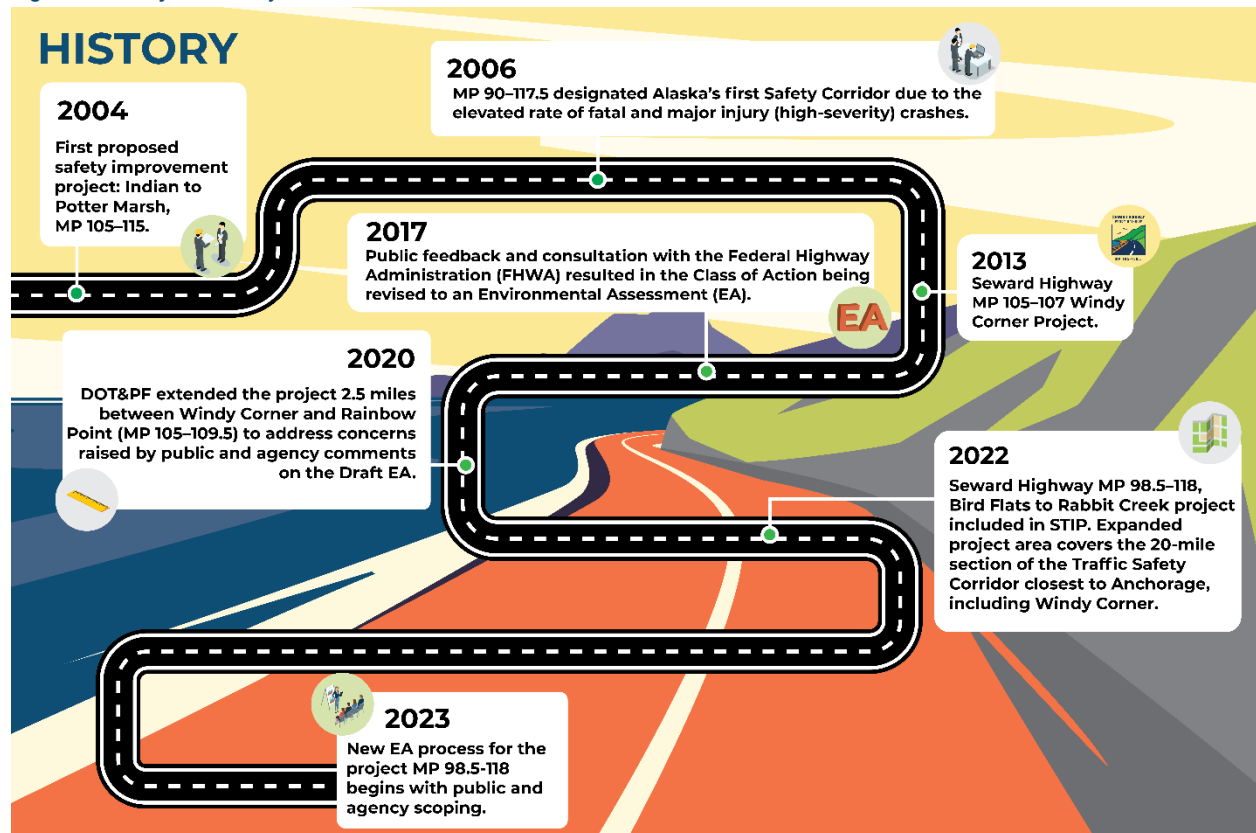 HISTORY
2004
First proposed
safety improvement
project: Indian to
Potter Marsh,
MP 105–115.
2006
MP 90–117.5 designated Alaska's first Safety Corridor due to the
elevated rate of fatal and major injury (high-severity) crashes.
2013
Seward Highway
MP 105–107 Windy
Corner Project.
2017
Public feedback and consultation with the Federal Highway
Administration (FHWA) resulted in the Class of Action being
revised to an Environmental Assessment (EA).
EA
2020
DOT&PF extended the project 2.5 miles
between Windy Corner and Rainbow
Point (MP 105–109.5) to address concerns
raised by public and agency comments
on the Draft EA.
2022
Seward Highway MP 98.5–118,
Bird Flats to Rabbit Creek project
included in STIP. Expanded
project area covers the 20-mile
section of the Traffic Safety
Corridor closest to Anchorage,
including Windy Corner.
2023
New EA process for the
project MP 98.5-118
begins with public and
agency scoping.